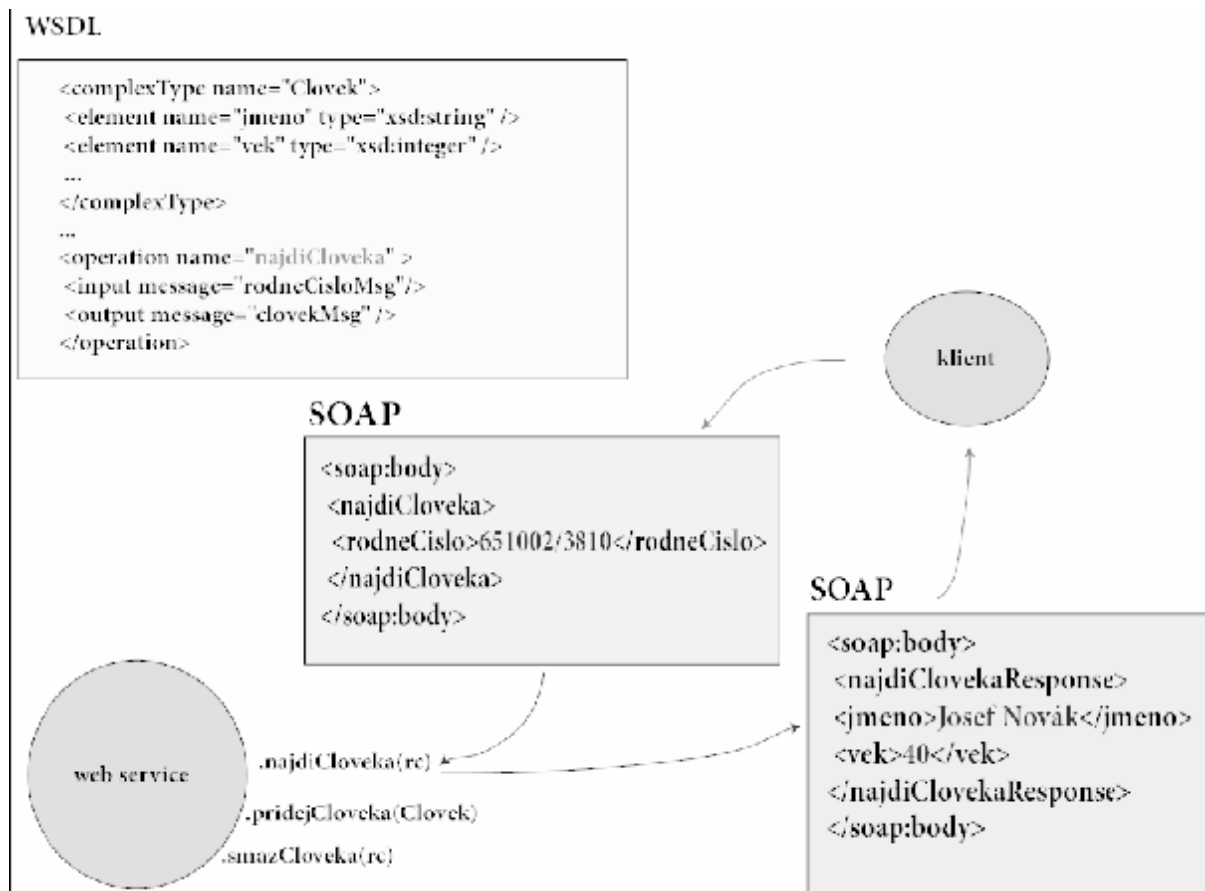 WSDL
<complexType name="Clovek">
<element name="jmeno" type="xsd:string" />
<element name="vek" type="xsd:integer" />
...
</complexType>
...
<operation name="najdiCloveka" >
<input message="rodneCisloMsg"/>
<output message="clovekMsg" />
</operation>
klient
SOAP
<soap:body>
<najdiCloveka>
<rodneCislo>651002/3810</rodneCislo>
</najdiCloveka>
</soap:body>
SOAP
<soap:body>
<najdiClovekaResponse>
<jmeno>Josef Novák</jmeno>
<vek>40</vek>
</najdiClovekaResponse>
</soap:body>
web service
.najdiCloveka(rc)
.pridejCloveka(Clovek)
.smazCloveka(rc)